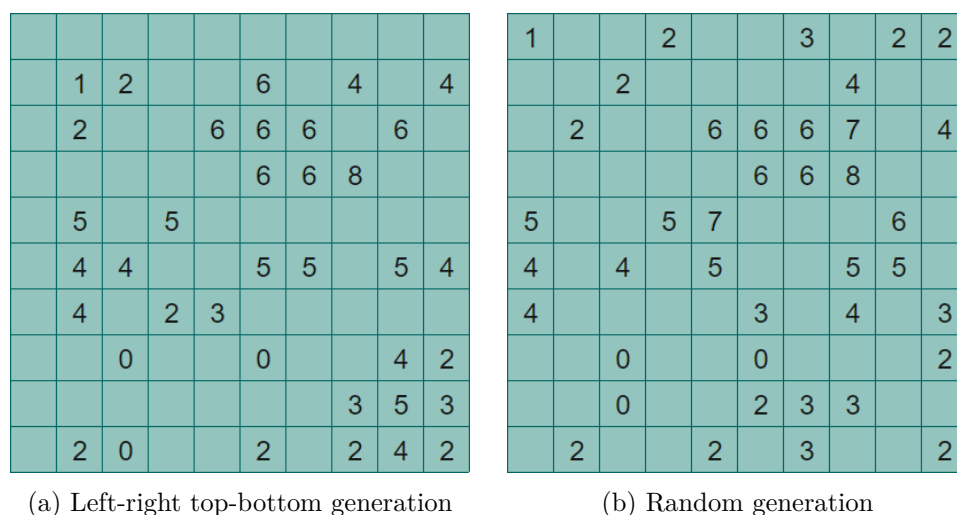 1 2 6 4 4
2 6 6 6 6
6 6 8
5 5
4 4 5 5 5 4
4 2 3
0 0 4 2
3 5 3
2 0 2 2 4 2
(a) Left-right top-bottom generation
1 2 3 2 2
2 4
2 6 6 6 7 4
6 6 8
5 5 7 6
4 4 5 5 5
4 3 4 3
0 0 2
0 2 3 3
2 2 3 2
(b) Random generation